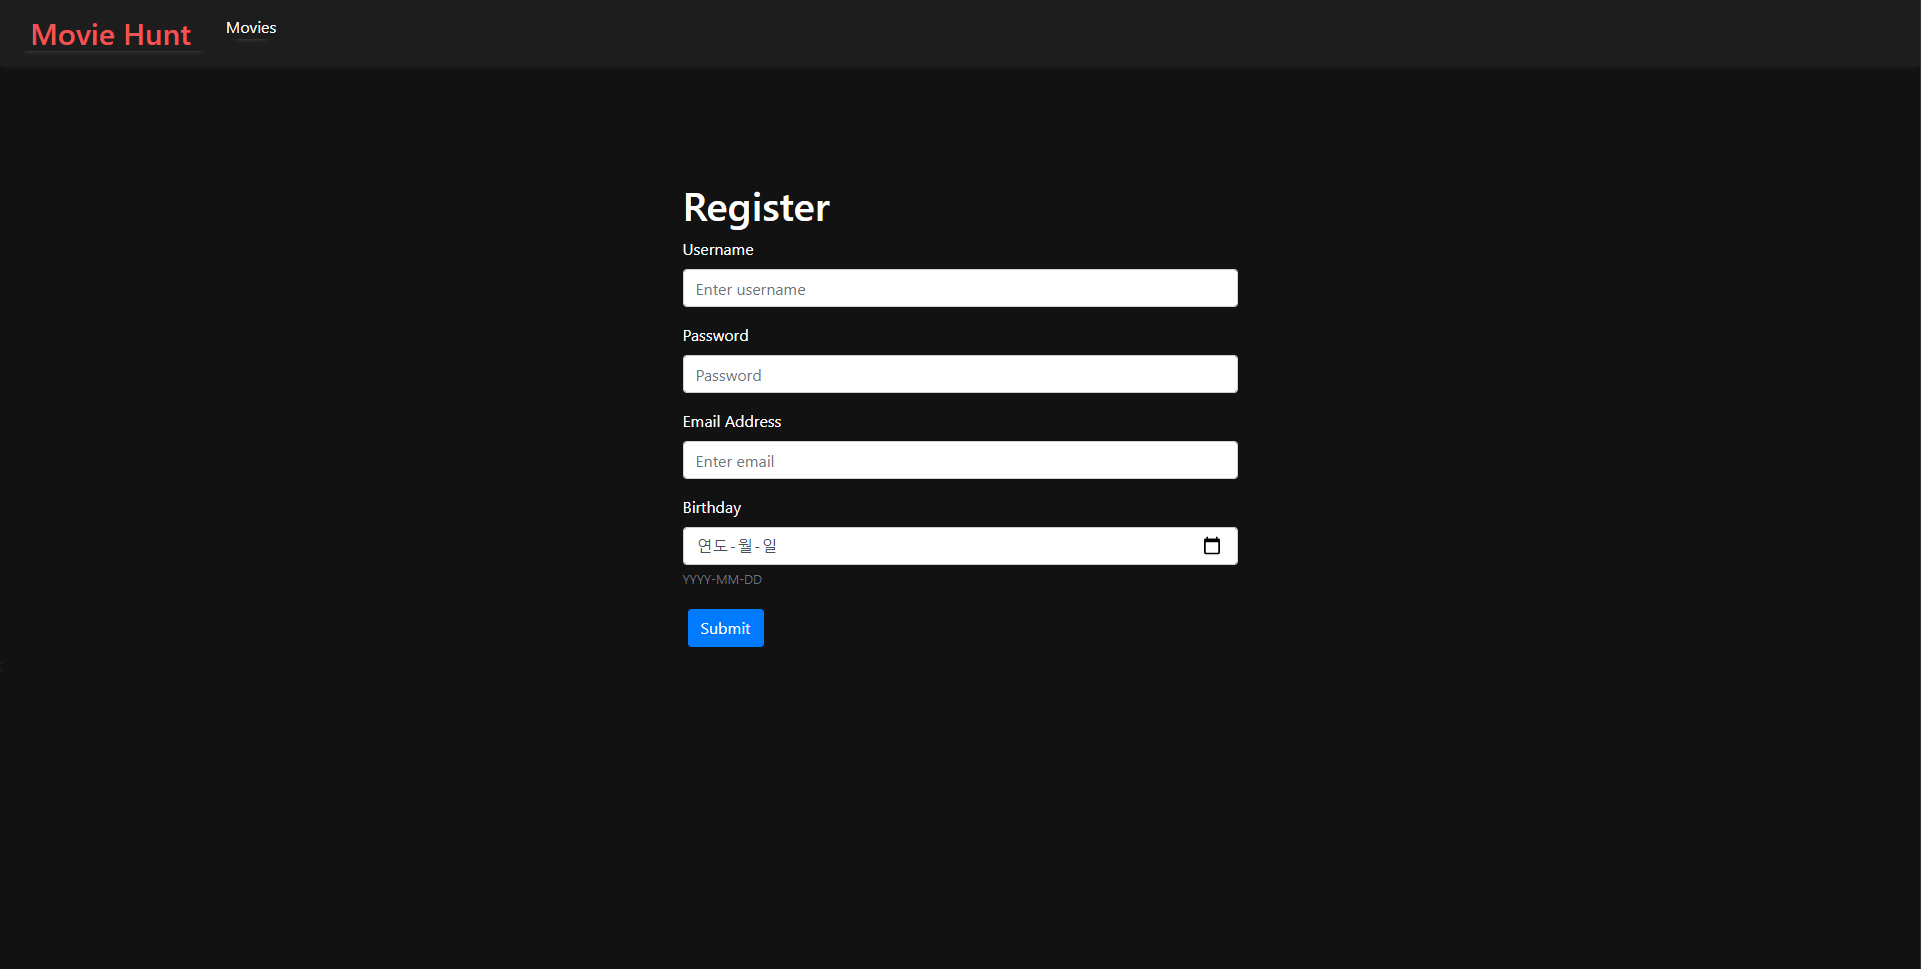 Movie Hunt
Movies
Register
Username
Enter username
Password
Password
Email Address
Enter email
Birthday
연도-월-일
YYYY-MM-DD
Submit